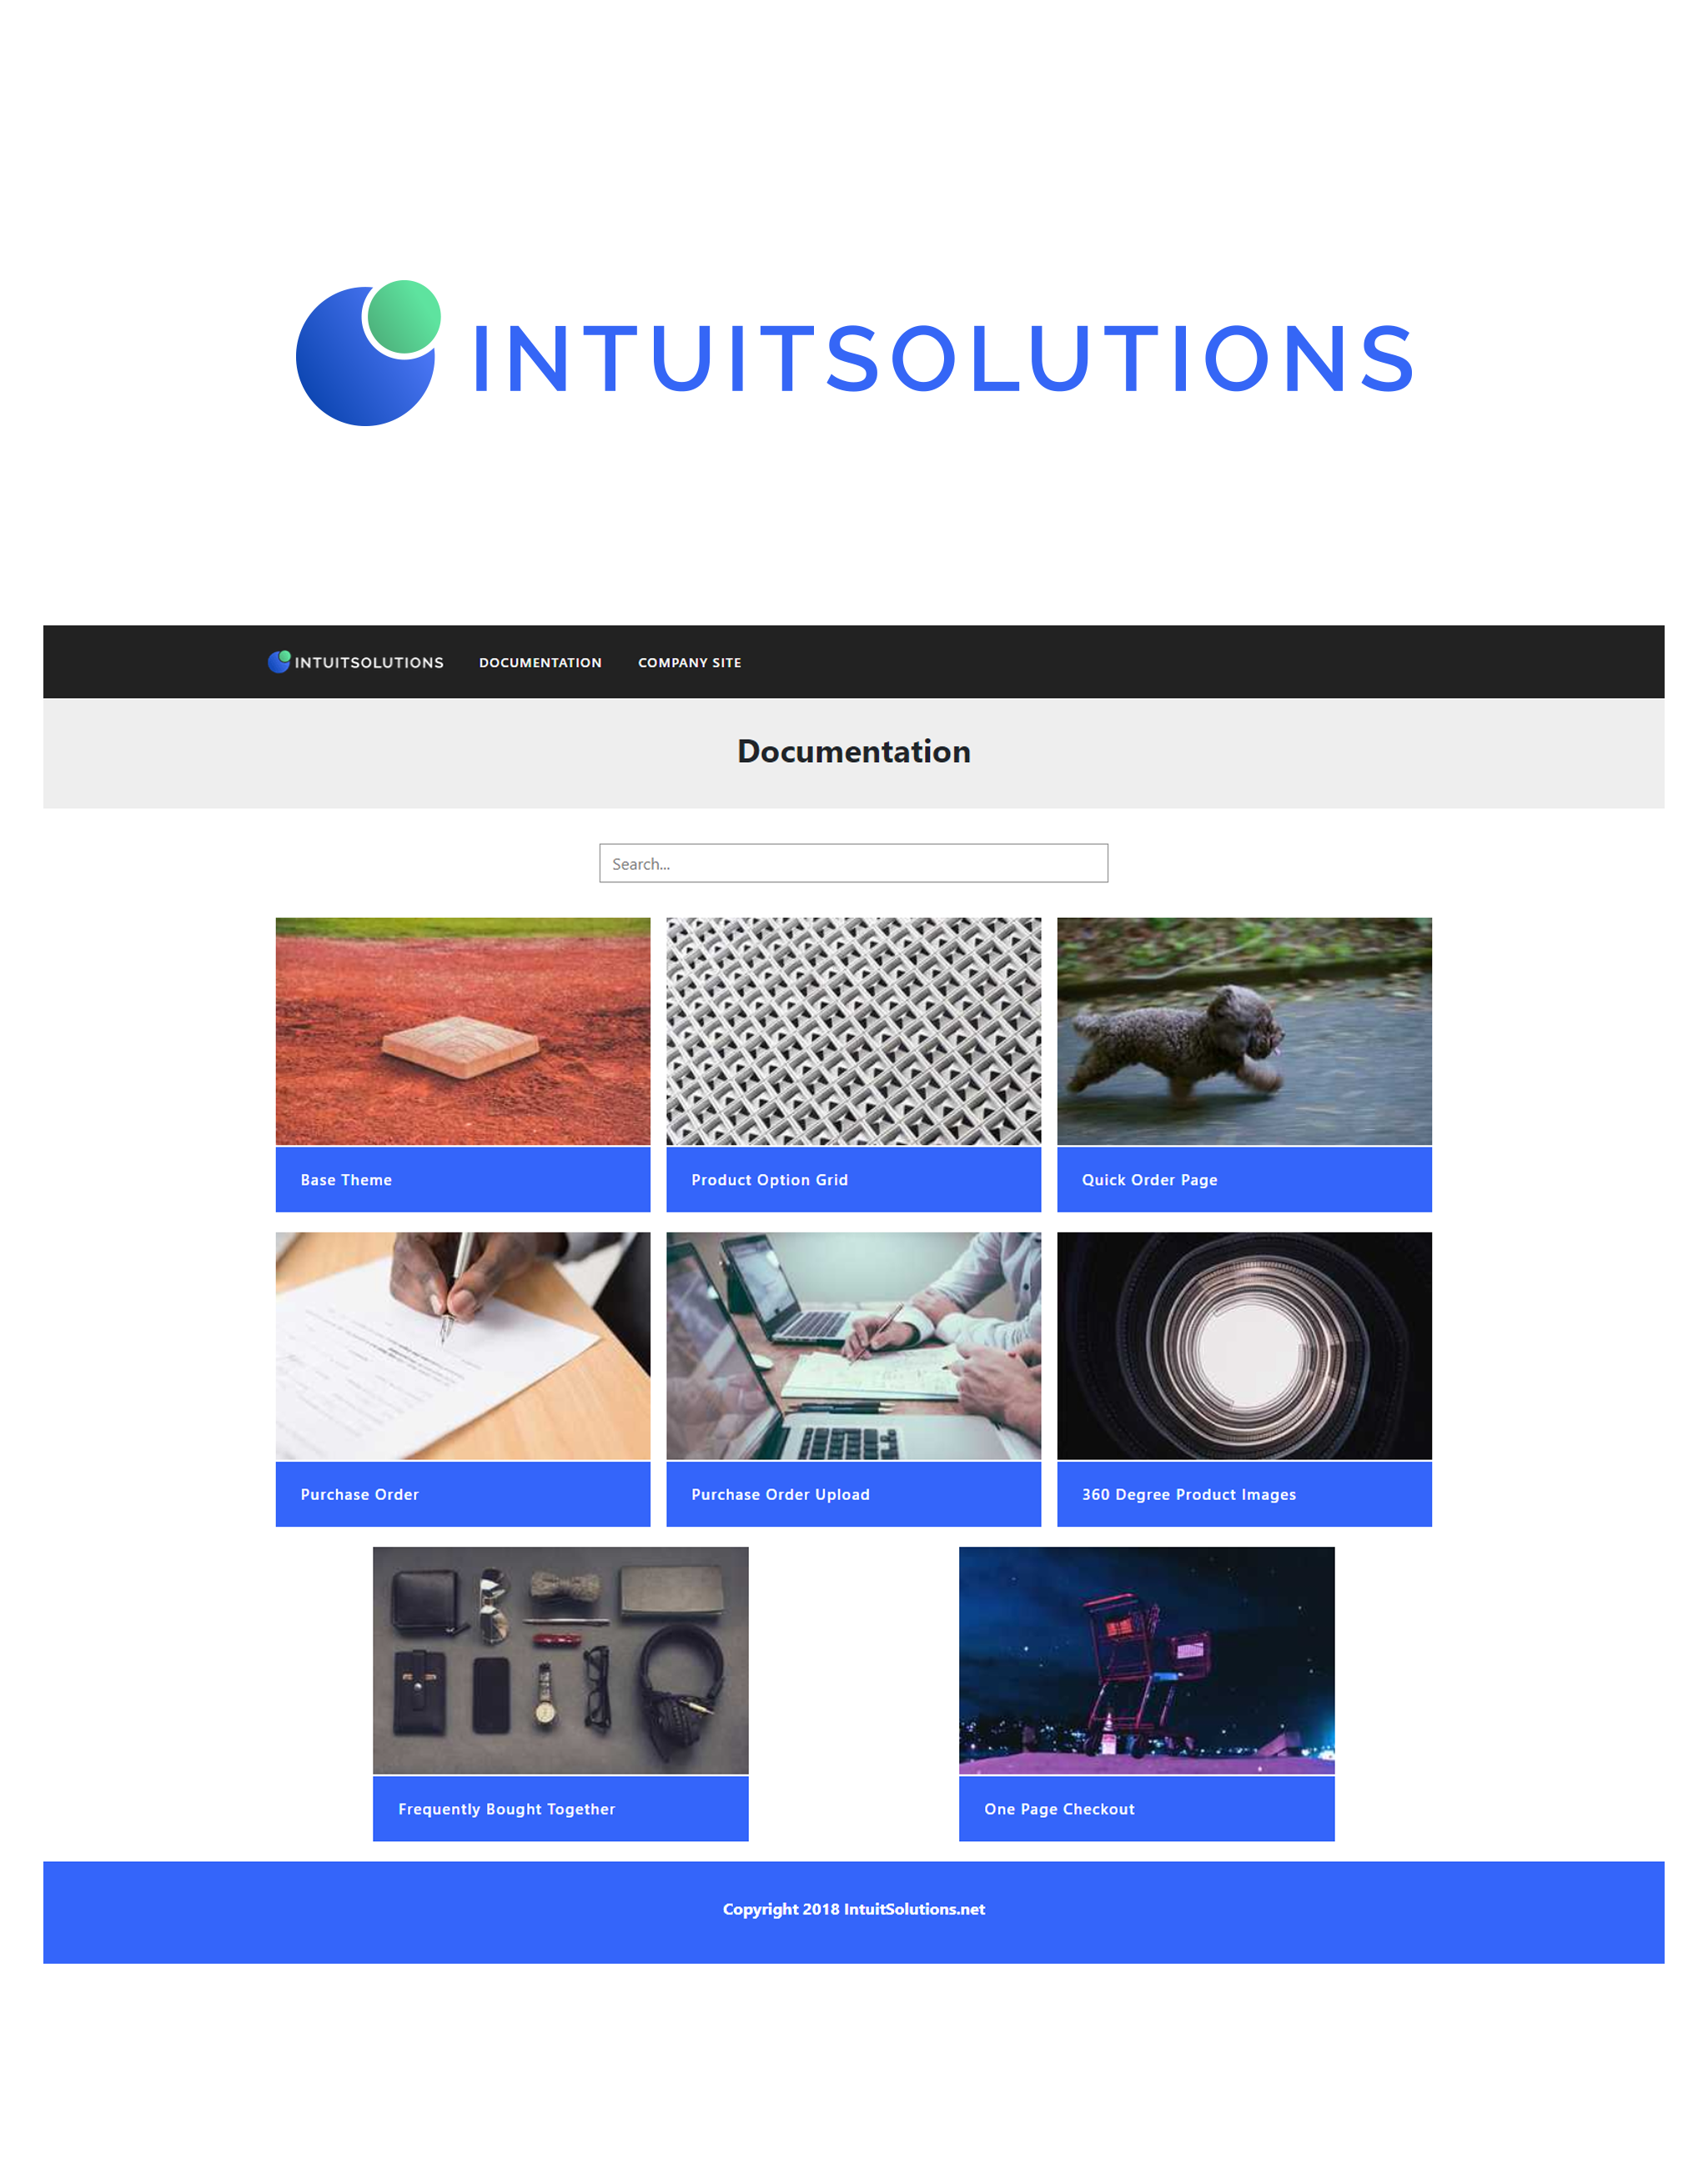 INTUITSOLUTIONS
INTUITSOLUTIONS DOCUMENTATION COMPANY SITE
Documentation
Search...
Base Theme
Product Option Grid
Quick Order Page
Purchase Order
Purchase Order Upload
360 Degree Product Images
Frequently Bought Together
One Page Checkout
Copyright 2018 IntuitSolutions.net